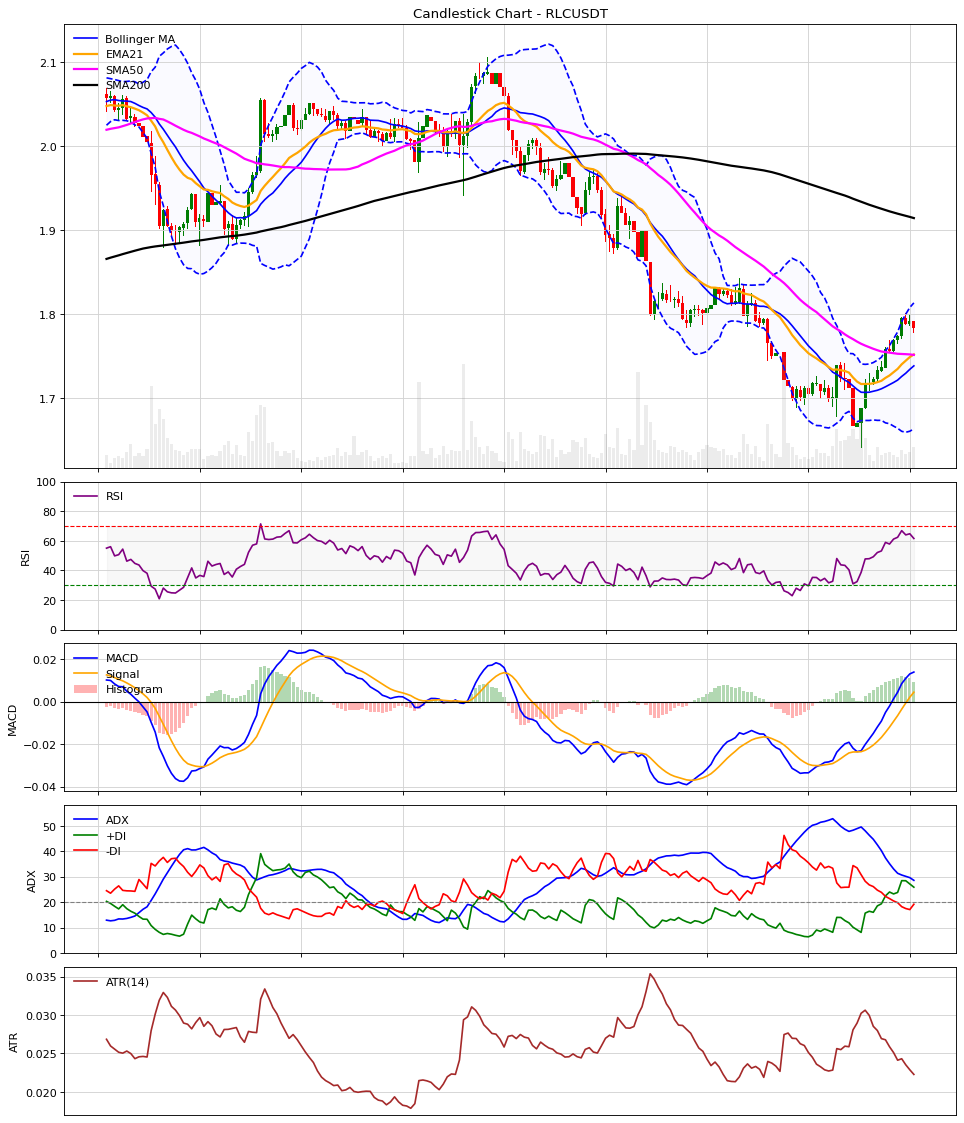 Candlestick Chart - RLCUSDT
Bollinger MA
EMA21
SMA50
SMA200
2.1
2.0
1.9
1.8
1.7
RSI
100
80
60
40
20
0
RSI
MACD
Signal
Histogram
0.02
0.00
−0.02
−0.04
MACD
ADX
+DI
-DI
50
40
30
20
10
0
ADX
ATR(14)
0.035
0.030
0.025
0.020
ATR